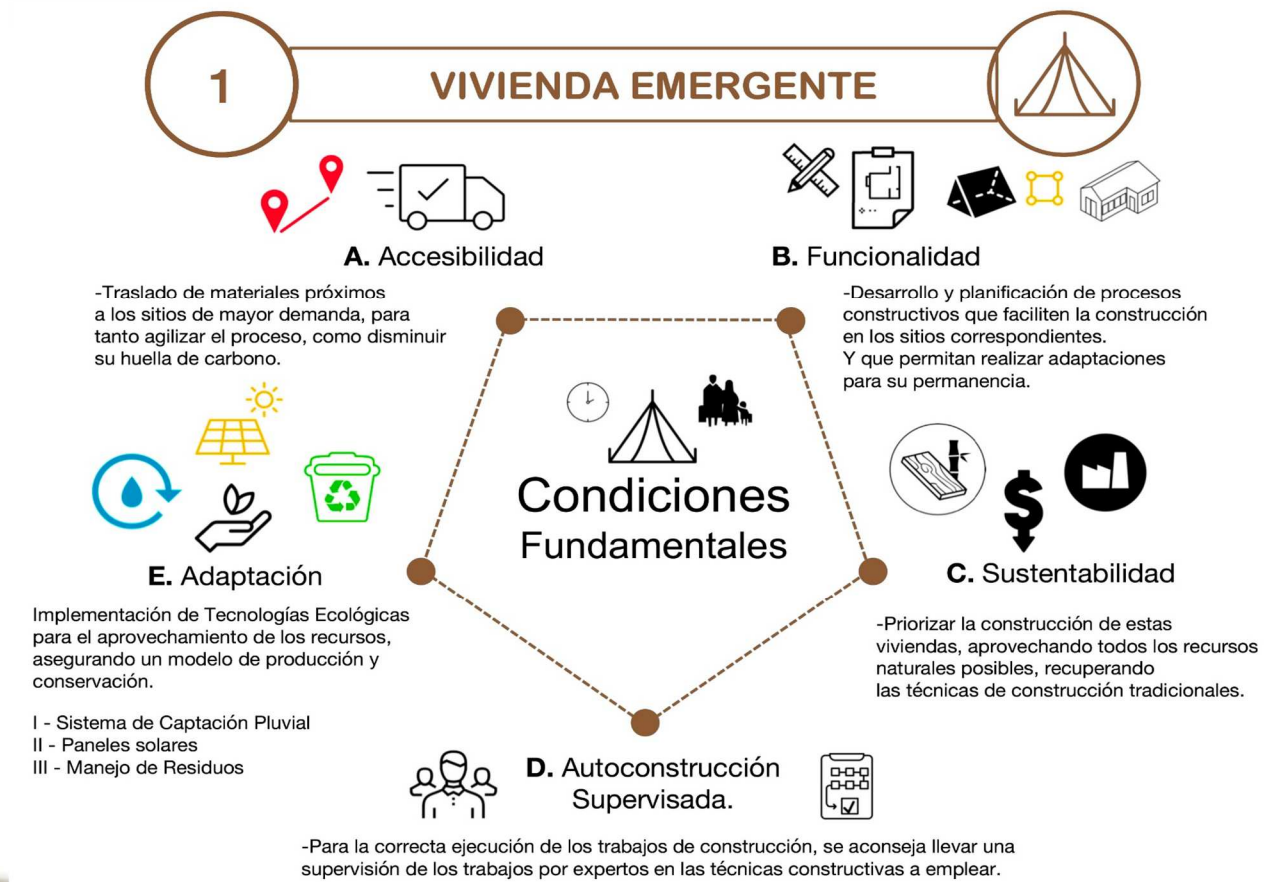 1
VIVIENDA EMERGENTE
A. Accesibilidad
-Traslado de materiales próximos
a los sitios de mayor demanda, para
tanto agilizar el proceso, como disminuir
su huella de carbono.
B. Funcionalidad
-Desarrollo y planificación de procesos
constructivos que faciliten la construcción
en los sitios correspondientes.
Y que permitan realizar adaptaciones
para su permanencia.
Condiciones
Fundamentales
$
C. Sustentabilidad
-Priorizar la construcción de estas
viviendas, aprovechando todos los recursos
naturales posibles, recuperando
las técnicas de construcción tradicionales.
D. Autoconstrucción
Supervisada.
-Para la correcta ejecución de los trabajos de construcción, se aconseja llevar una
supervisión de los trabajos por expertos en las técnicas constructivas a emplear.
E. Adaptación
Implementación de Tecnologías Ecológicas
para el aprovechamiento de los recursos,
asegurando un modelo de producción y
conservación.
I - Sistema de Captación Pluvial
II - Paneles solares
III - Manejo de Residuos